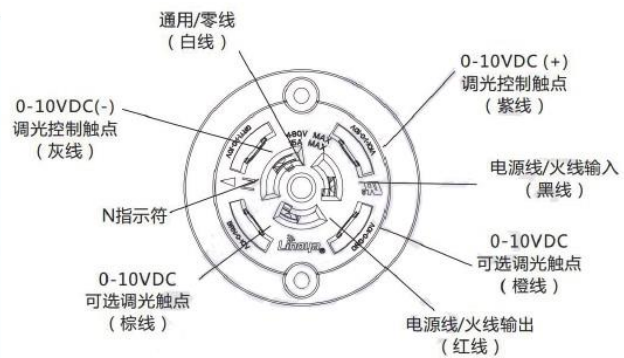 通用/零线
（白线）
0-10VDC (+)
调光控制触点
（紫线）
0-10VDC(-)
调光控制触点
（灰线）
480V MAX
15A MAX
电源线/火线输入
（黑线）
N指示符
N
Linoya®
0-10VDC
可选调光触点
（橙线）
0-10VDC
可选调光触点
（棕线）
电源线/火线输出
（红线）